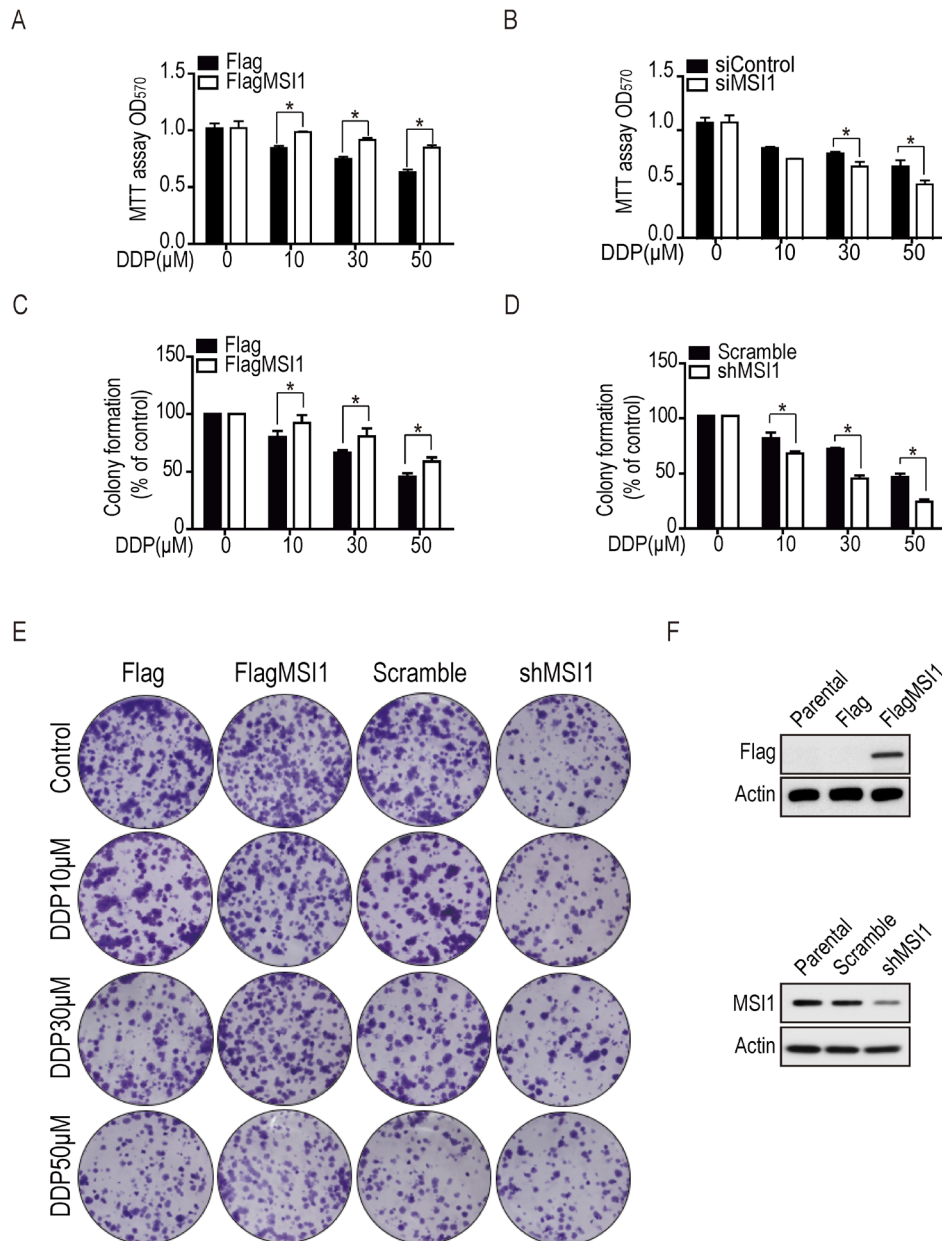 A
Flag
FlagMSI1
MTT assay OD570
1.5
1.0
0.5
0.0
* * *
DDP(µM) 0 10 30 50
B
siControl
siMSI1
MTT assay OD570
1.5
1.0
0.5
0.0
* *
DDP(µM) 0 10 30 50
C
Flag
FlagMSI1
Colony formation
(% of control)
150
100
50
0
* * *
DDP(µM) 0 10 30 50
D
Scramble
shMSI1
Colony formation
(% of control)
150
100
50
0
* * *
DDP(µM) 0 10 30 50
E
Flag FlagMSI1 Scramble shMSI1
Control
DDP10µM
DDP30µM
DDP50µM
F
Parental Flag FlagMSI1
Flag
Actin
Parental Scramble shMSI1
MSI1
Actin